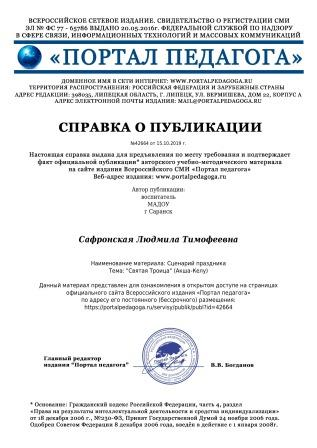 ВСЕРОССИЙСКОЕ СЕТЕВОЕ ИЗДАНИЕ. СВИДЕТЕЛЬСТВО О РЕГИСТРАЦИИ СМИ
ЭЛ № ФС 77 - 65786 ВЫДАНО 20.05.2016г. ФЕДЕРАЛЬНОЙ СЛУЖБОЙ ПО НАДЗОРУ
В СФЕРЕ СВЯЗИ, ИНФОРМАЦИОННЫХ ТЕХНОЛОГИЙ И МАССОВЫХ КОММУНИКАЦИЙ
«ПОРТАЛ ПЕДАГОГА»
ДОМЕННОЕ ИМЯ В СЕТИ ИНТЕРНЕТ: WWW.PORTALPEDAGOGA.RU
ТЕРРИТОРИЯ РАСПРОСТРАНЕНИЯ: РОССИЙСКАЯ ФЕДЕРАЦИЯ И ЗАРУБЕЖНЫЕ СТРАНЫ
АДРЕС РЕДАКЦИИ: 398035, ЛИПЕЦКАЯ ОБЛАСТЬ, Г. ЛИПЕЦК, УЛ. ВЕРМИШЕВА, ДОМ 22, КОРПУС А
АДРЕС ЭЛЕКТРОННОЙ ПОЧТЫ ИЗДАНИЯ: MAIL@PORTALPEDAGOGA.RU
СПРАВКА О ПУБЛИКАЦИИ
№42664 от 15.10.2019 г.
Настоящая справка выдана для предъявления по месту требования и подтверждает
факт официальной публикации* авторского учебно-методического материала
на сайте издания Всероссийского СМИ «Портал педагога»
Веб-адрес издания: www.portalpedagoga.ru
Автор публикации:
воспитатель
МАДОУ
г Саранск
Сафронская Людмила Тимофеевна
Наименование материала: Сценарий праздника
Тема: "Святая Троица" (Акша-Келу)
Данный материал представлен для ознакомления в открытом доступе на страницах
официального сайта Всероссийского издания «Портал педагога»
по адресу его постоянного (бессрочного) размещения:
https://portalpedagoga.ru/servisy/publik/publ?id=42664
Главный редактор
издания "Портал педагога"
В.В. Богданов
* Основание: Гражданский кодекс Российской Федерации, часть 4, раздел
«Права на результаты интеллектуальной деятельности и средства индивидуализации»
от 18 декабря 2006 г., №230-ФЗ, Принят Государственной Думой 24 ноября 2006 года.
Одобрен Советом Федерации 8 декабря 2006 года, введён в действие с 1 января 2008г.